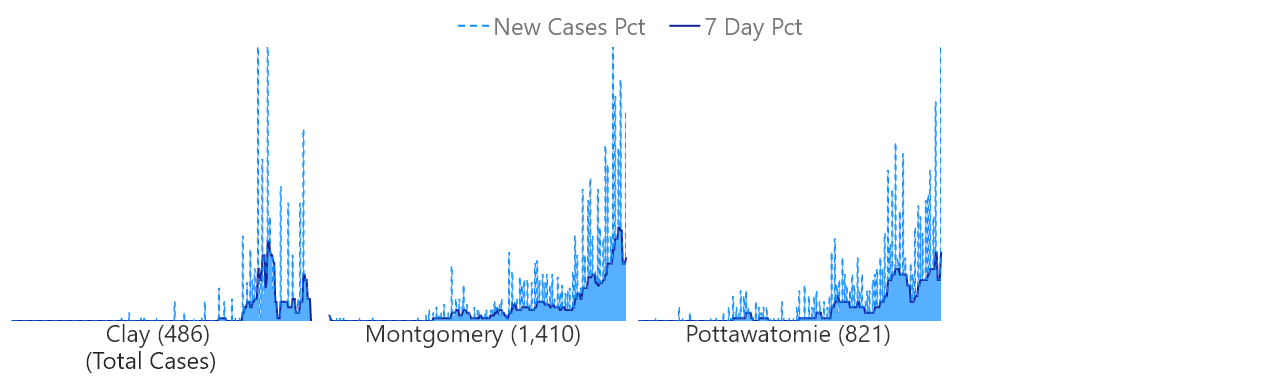 New Cases Pct 7 Day Pct
Clay (486) Montgomery (1,410) Pottawatomie (821)
(Total Cases)